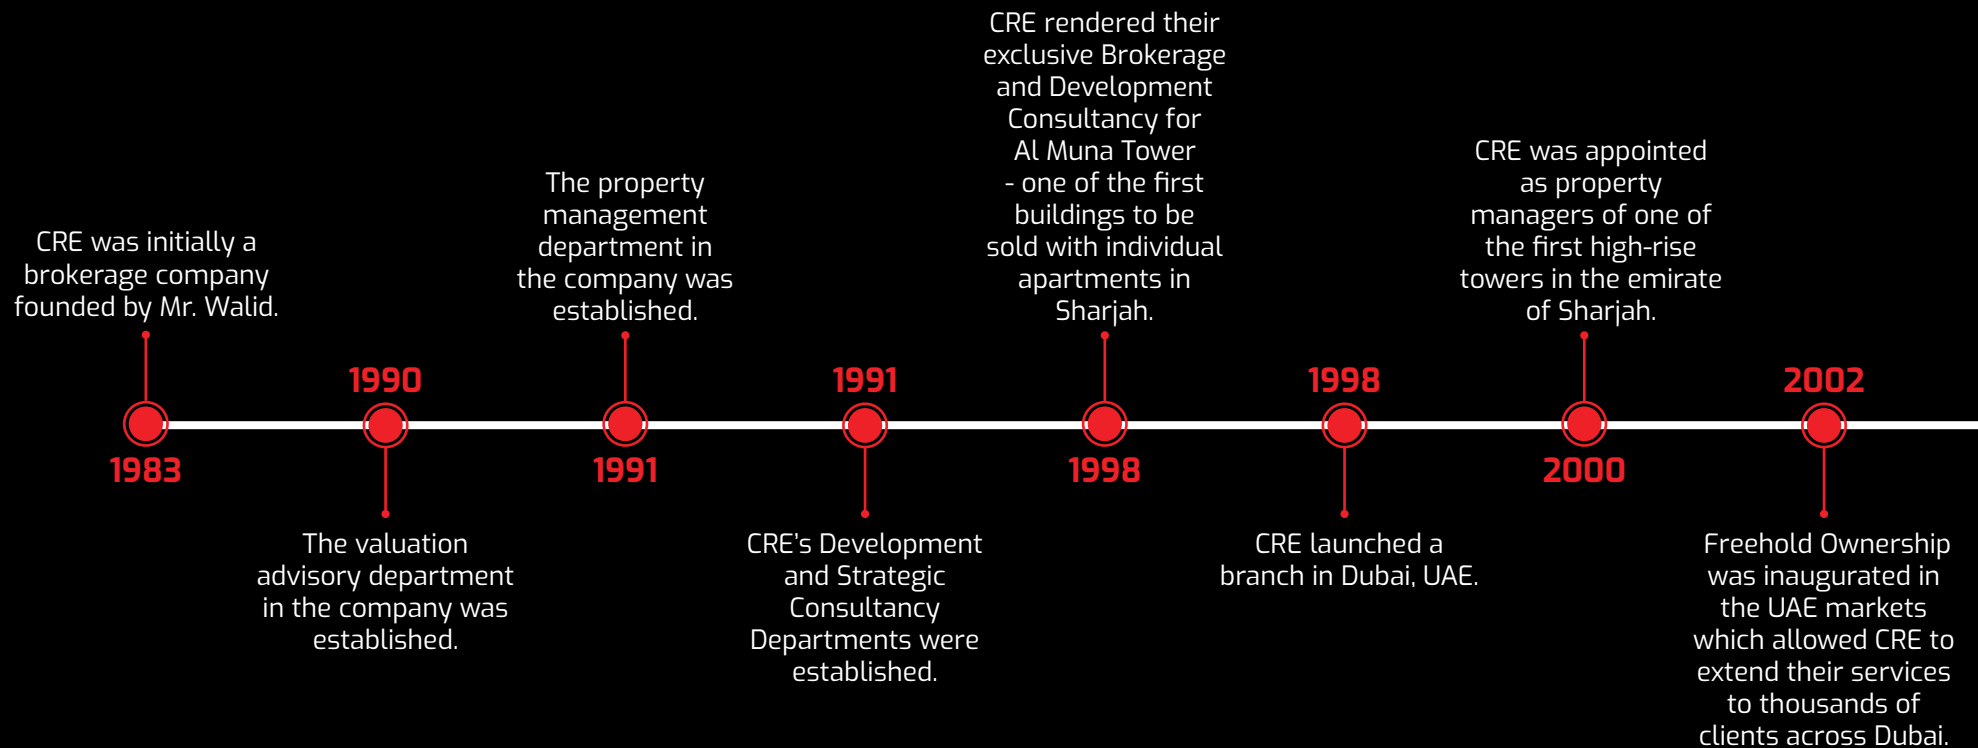 CRE was initially a
brokerage company
founded by Mr. Walid.
1983
1990
The valuation
advisory department
in the company was
established.
The property
management
department in
the company was
established.
1991
1991
CRE’s Development
and Strategic
Consultancy
Departments were
established.
CRE rendered their
exclusive Brokerage
and Development
Consultancy for
Al Muna Tower
- one of the first
buildings to be
sold with individual
apartments in
Sharjah.
1998
1998
CRE launched a
branch in Dubai, UAE.
CRE was appointed
as property
managers of one of
the first high-rise
towers in the emirate
of Sharjah.
2000
2002
Freehold Ownership
was inaugurated in
the UAE markets
which allowed CRE to
extend their services
to thousands of
clients across Dubai.